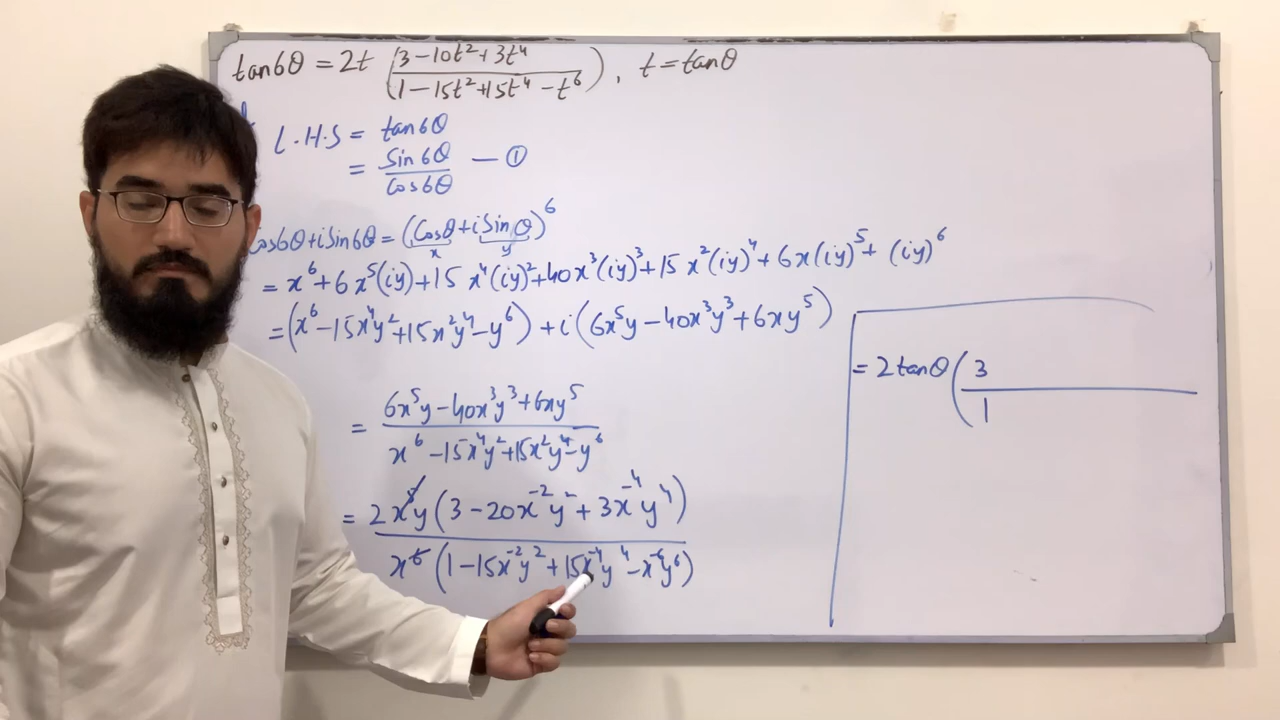 tan6θ = 2t (3 − 10t² + 3t⁴ / 1 − 15t² + 15t⁴ − t⁶), t = tanθ
L.H.S = tan6θ
= Sin6θ / Cos6θ — ①
Cos6θ + iSin6θ = (Cosθ + iSinθ)⁶
x y
= x⁶ + 6x⁵(iy) + 15x⁴(iy)² + 40x³(iy)³ + 15x²(iy)⁴ + 6x(iy)⁵ + (iy)⁶
= (x⁶ − 15x⁴y² + 15x²y⁴ − y⁶) + i(6x⁵y − 40x³y³ + 6xy⁵)
= 6x⁵y − 40x³y³ + 6xy⁵ / x⁶ − 15x⁴y² + 15x²y⁴ − y⁶
= 2x⁵y(3 − 20x⁻²y² + 3x⁻⁴y⁴) / x⁶(1 − 15x⁻²y² + 15x⁻⁴y⁴ − x⁻⁶y⁶)
= 2tanθ (3 / 1